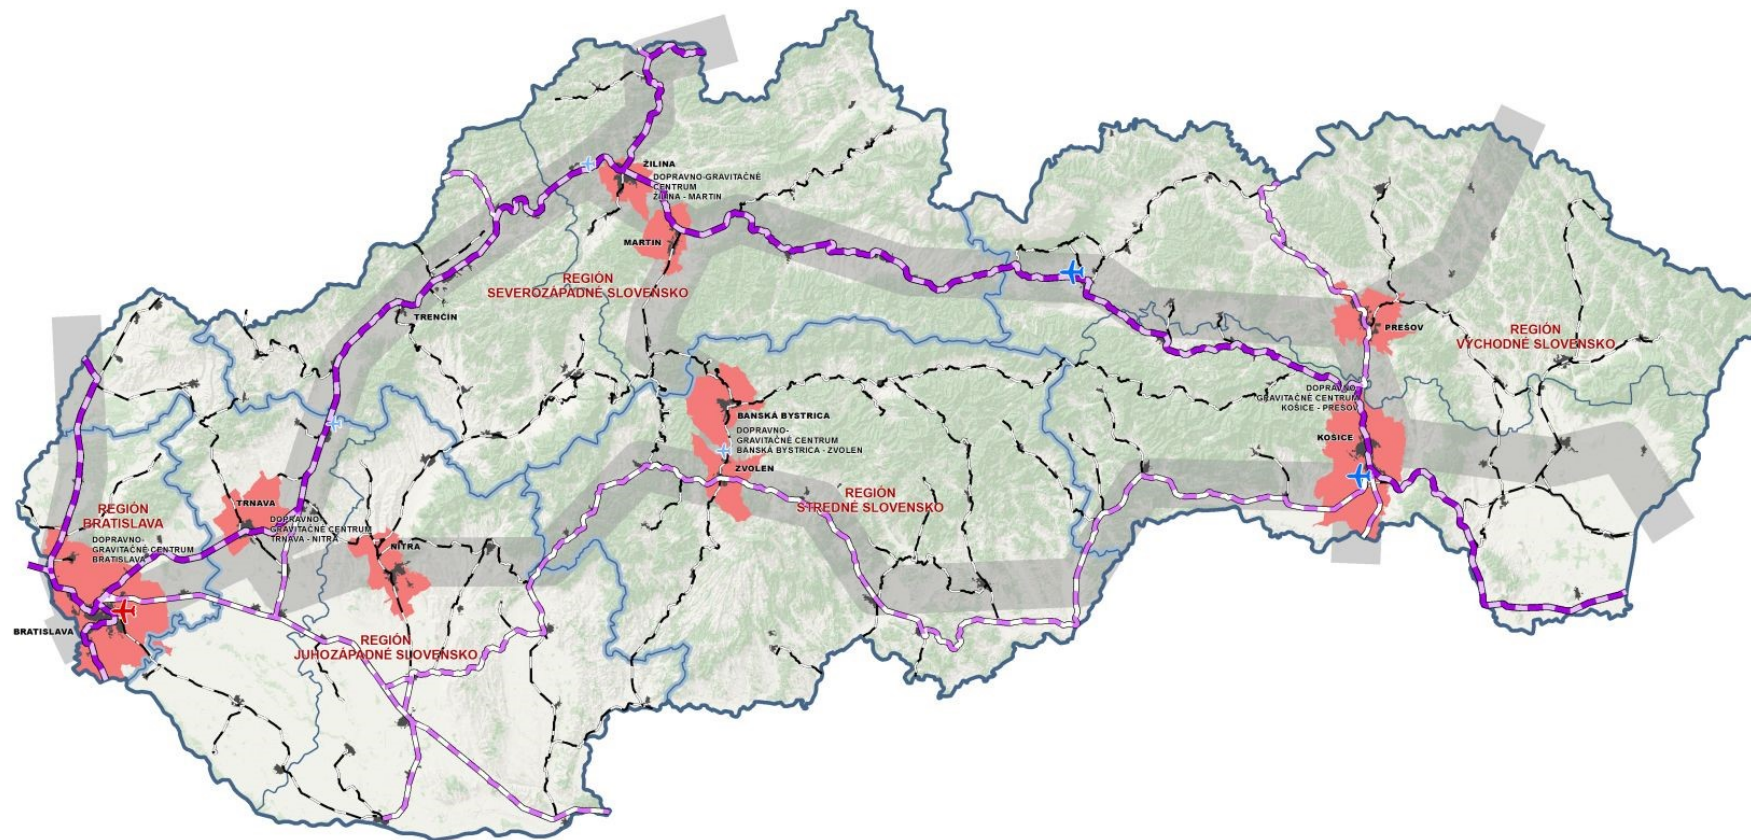 ŽILINA
DOPRAVNO-GRAVITAČNÉ
CENTRUM
ŽILINA - MARTIN
MARTIN
REGIÓN
SEVEROZÁPADNÉ SLOVENSKO
TRENČÍN
PREŠOV
REGIÓN
VÝCHODNÉ SLOVENSKO
DOPRAVNO-
GRAVITAČNÉ CENTRUM
KOŠICE - PREŠOV
KOŠICE
BANSKÁ BYSTRICA
DOPRAVNO-
GRAVITAČNÉ CENTRUM
BANSKÁ BYSTRICA - ZVOLEN
ZVOLEN
REGIÓN
STREDNÉ SLOVENSKO
TRNAVA
DOPRAVNO-
GRAVITAČNÉ CENTRUM
TRNAVA - NITRA
NITRA
REGIÓN
BRATISLAVA
DOPRAVNO-
GRAVITAČNÉ CENTRUM
BRATISLAVA
BRATISLAVA
REGIÓN
JUHOZÁPADNÉ SLOVENSKO